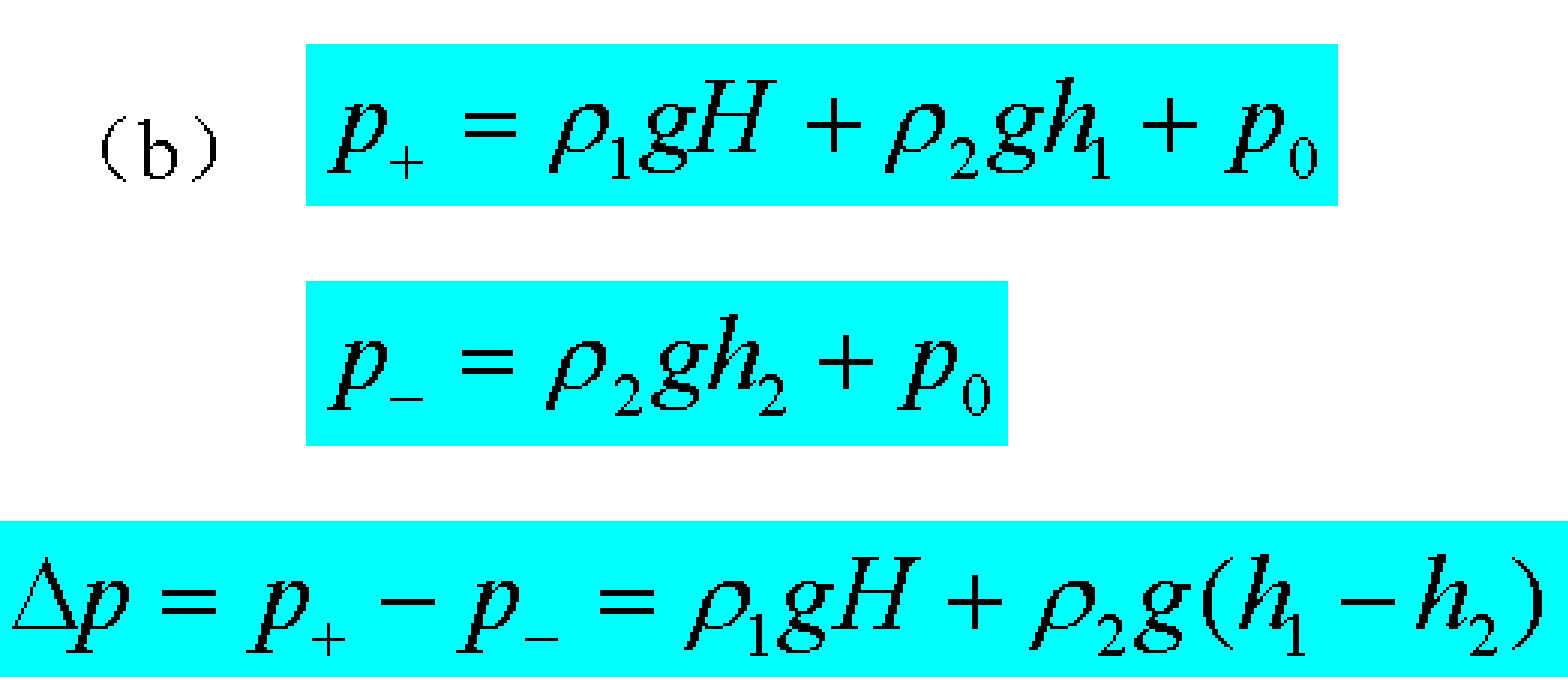 (b) p₊ = ρ₁gH + ρ₂gh₁ + p₀
p₋ = ρ₂gh₂ + p₀
Δp = p₊ − p₋ = ρ₁gH + ρ₂g(h₁ − h₂)